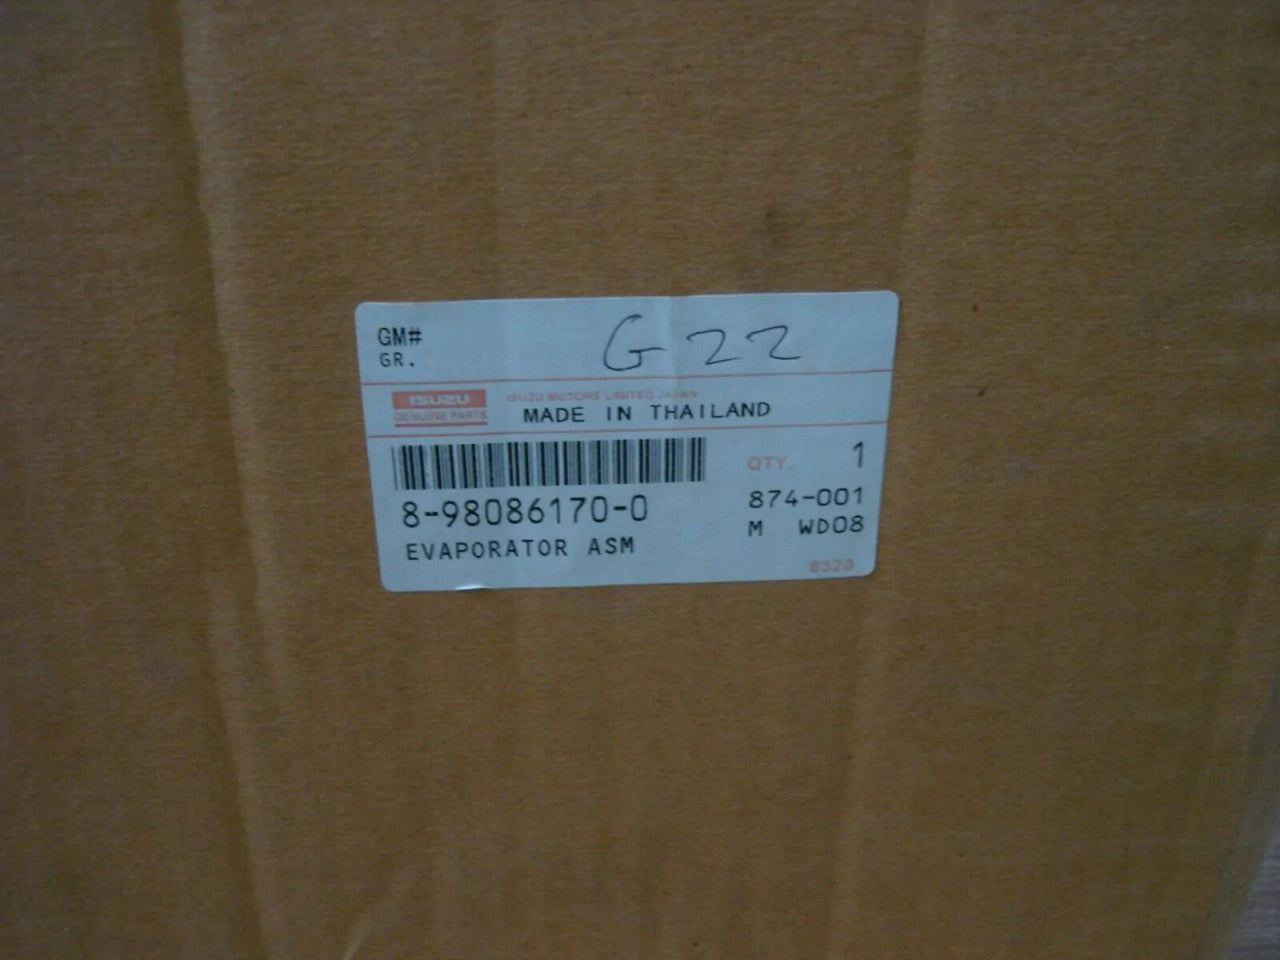 GM# G22
GR.
ISUZU
GENUINE PARTS
ISUZU MOTORS LIMITED JAPAN
MADE IN THAILAND
QTY 1
8-98086170-0
874-001
EVAPORATOR ASM
M WD08
8320